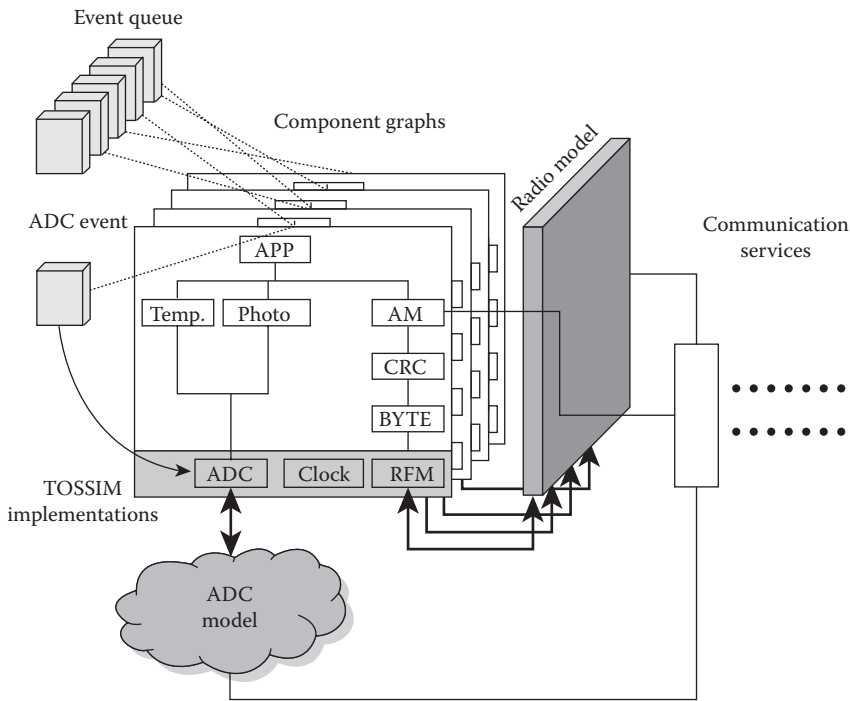 Event queue
Component graphs
Radio model
ADC event
Communication
services
APP
Temp.
Photo
AM
CRC
BYTE
ADC
Clock
RFM
TOSSIM
implementations
ADC
model